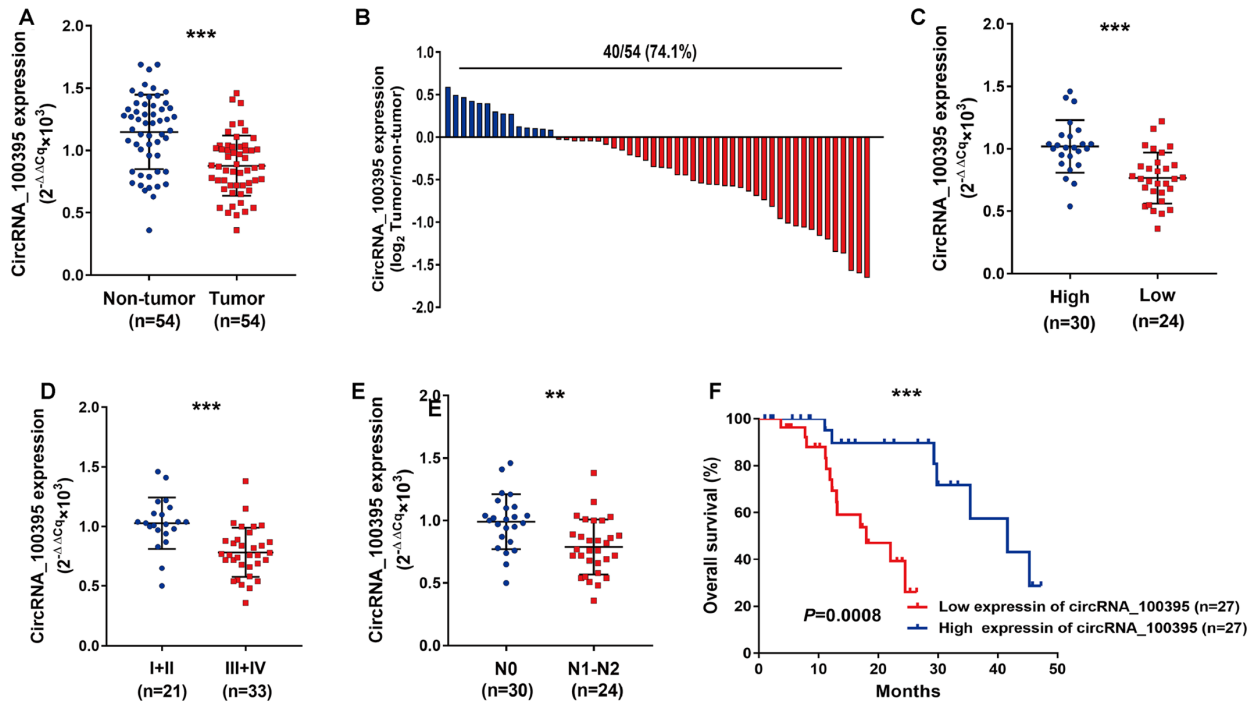 A
CircRNA_100395 expression
(2-Δ ΔCq×10³)
***
2.0
1.5
1.0
0.5
0.0
Non-tumor
(n=54)
Tumor
(n=54)
B
CircRNA_100395 expression
(log2 Tumor/non-tumor)
40/54 (74.1%)
1.0
0.5
0.0
-0.5
-1.0
-1.5
-2.0
C
CircRNA_100395 expression
(2-Δ ΔCq×10³)
***
2.0
1.5
1.0
0.5
0.0
High
(n=30)
Low
(n=24)
D
CircRNA_100395 expression
(2-Δ ΔCq×10³)
***
2.0
1.5
1.0
0.5
0.0
I+II
(n=21)
III+IV
(n=33)
E
E
CircRNA_100395 expression
(2-Δ ΔCq×10³)
**
2.0
1.5
1.0
0.5
0.0
N0
(n=30)
N1-N2
(n=24)
F
***
Overall survival (%)
100
80
60
40
20
0
P=0.0008
Low expressin of circRNA_100395 (n=27)
High expressin of circRNA_100395 (n=27)
0 10 20 30 40 50
Months